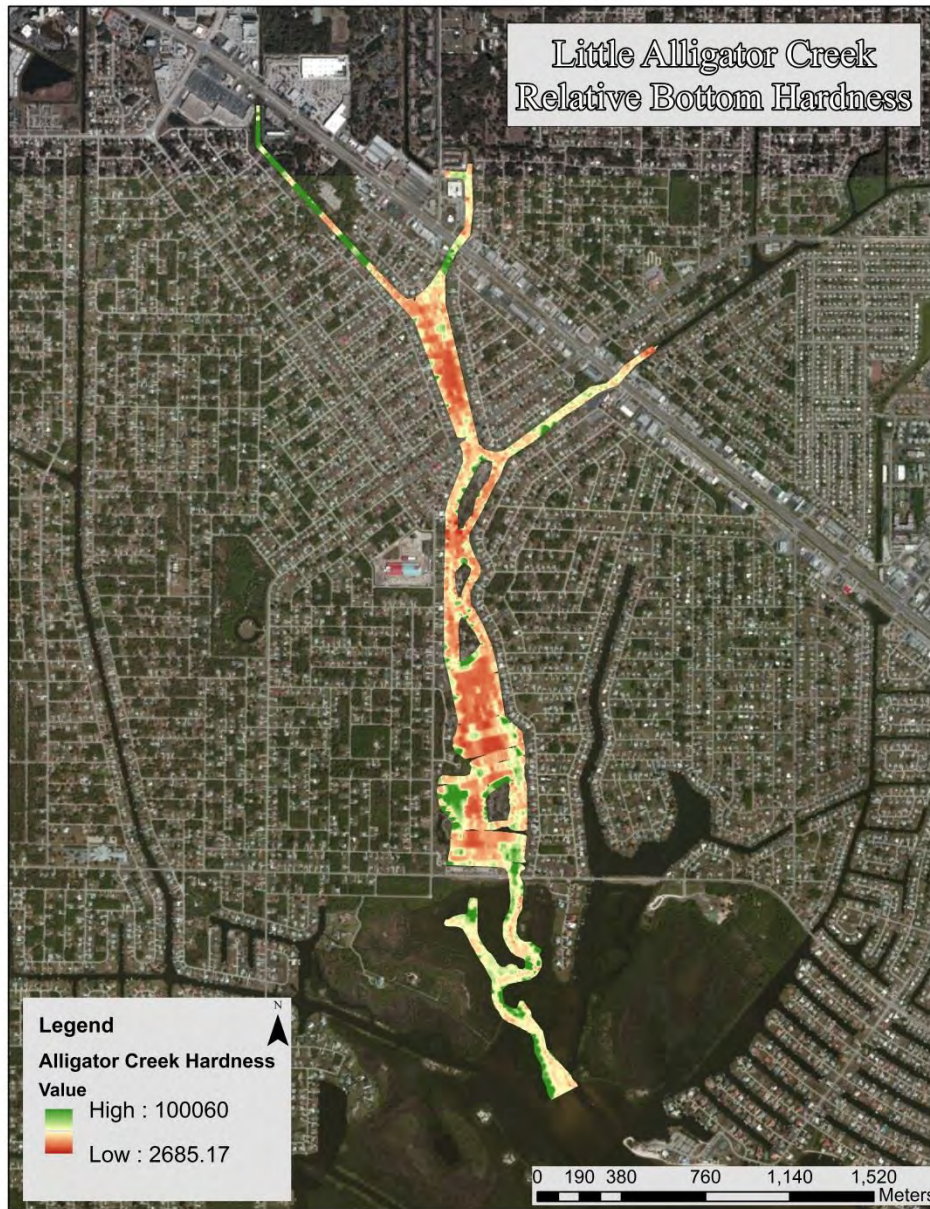 Little Alligator Creek
Relative Bottom Hardness
N
Legend
Alligator Creek Hardness
Value
High : 100060
Low : 2685.17
0 190 380 760 1,140 1,520
Meters